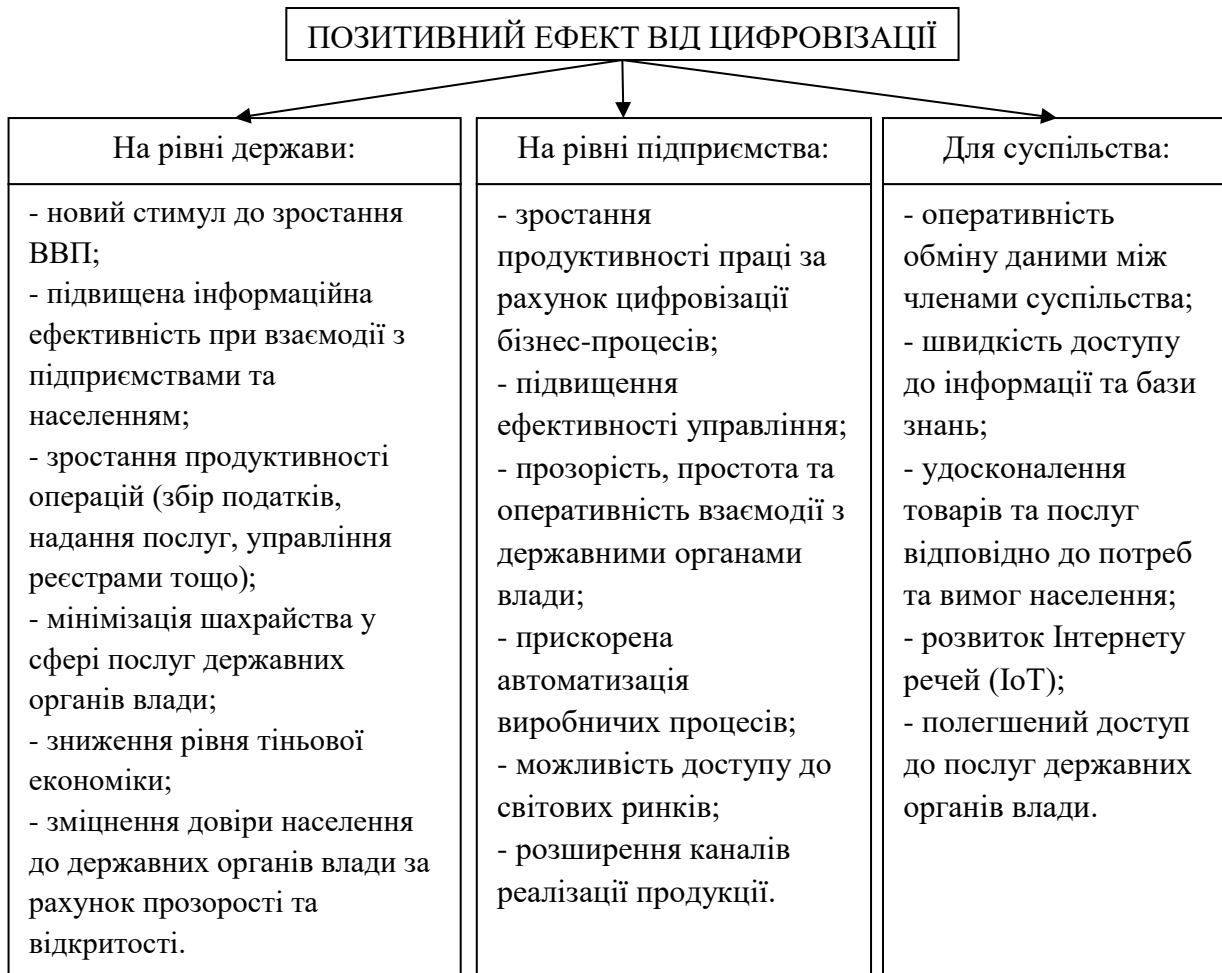 ПОЗИТИВНИЙ ЕФЕКТ ВІД ЦИФРОВІЗАЦІЇ
На рівні держави:
- новий стимул до зростання
ВВП;
- підвищена інформаційна
ефективність при взаємодії з
підприємствами та
населенням;
- зростання продуктивності
операцій (збір податків,
надання послуг, управління
реєстрами тощо);
- мінімізація шахрайства у
сфері послуг державних
органів влади;
- зниження рівня тіньової
економіки;
- зміцнення довіри населення
до державних органів влади за
рахунок прозорості та
відкритості.
На рівні підприємства:
- зростання
продуктивності праці за
рахунок цифровізації
бізнес-процесів;
- підвищення
ефективності управління;
- прозорість, простота та
оперативність взаємодії з
державними органами
влади;
- прискорена
автоматизація
виробничих процесів;
- можливість доступу до
світових ринків;
- розширення каналів
реалізації продукції.
Для суспільства:
- оперативність
обміну даними між
членами суспільства;
- швидкість доступу
до інформації та бази
знань;
- удосконалення
товарів та послуг
відповідно до потреб
та вимог населення;
- розвиток Інтернету
речей (ІоТ);
- полегшений доступ
до послуг державних
органів влади.